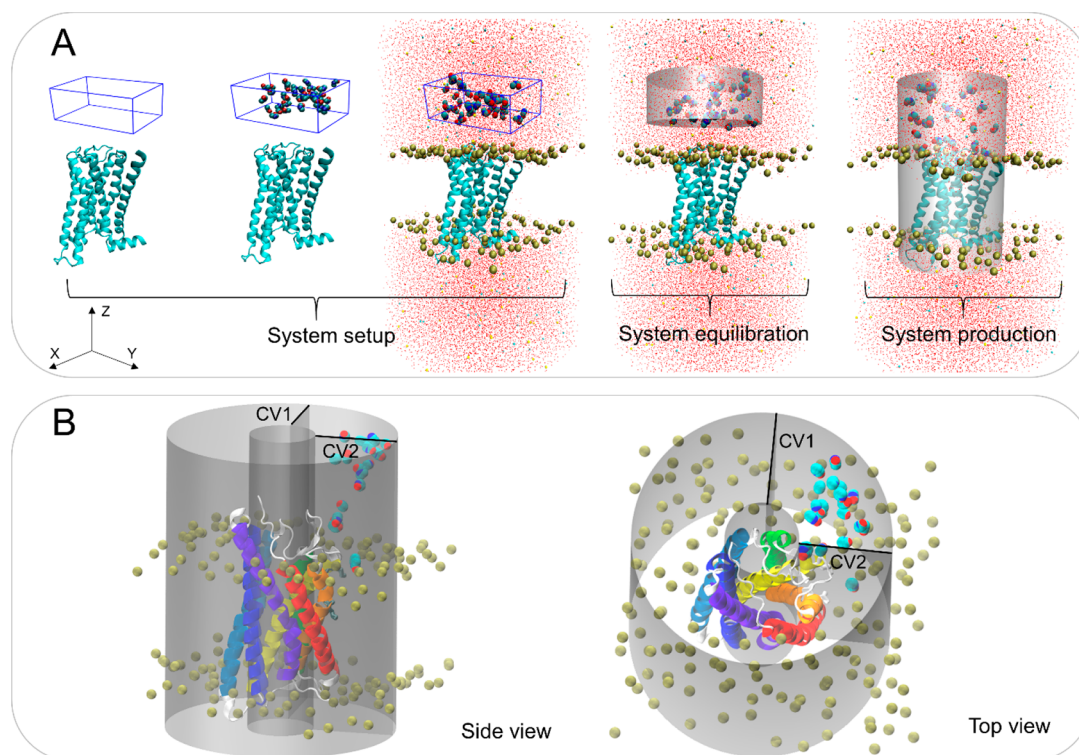 A
System setup
System equilibration
System production
Z
X
Y
B
CV1
CV2
Side view
CV1
CV2
Top view